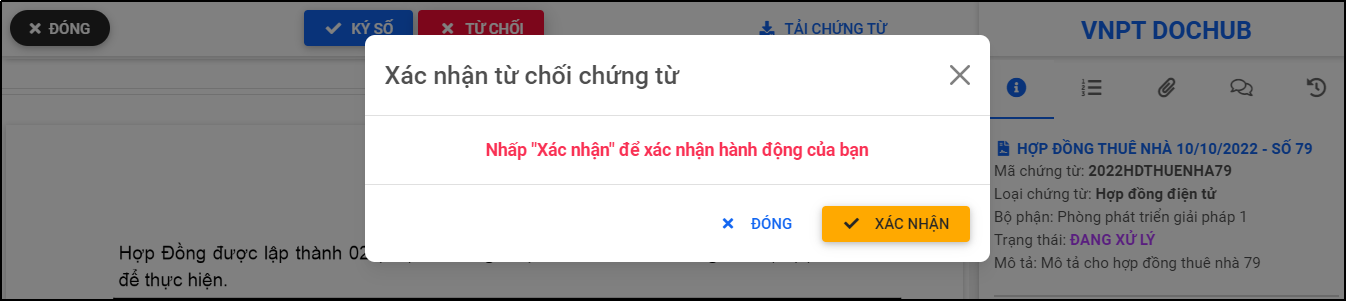 ĐÓNG
KÝ SỐ
TỪ CHỐI
TẢI CHỨNG TỪ
VNPT DOCHUB
Xác nhận từ chối chứng từ
Nhấp "Xác nhận" để xác nhận hành động của bạn
ĐÓNG
XÁC NHẬN
HỢP ĐỒNG THUÊ NHÀ 10/10/2022 - SỐ 79
Mã chứng từ: 2022HDTHUENHA79
Loại chứng từ: Hợp đồng điện tử
Bộ phận: Phòng phát triển giải pháp 1
Trạng thái: ĐANG XỬ LÝ
Mô tả: Mô tả cho hợp đồng thuê nhà 79
Hợp Đồng được lập thành 02
để thực hiện.